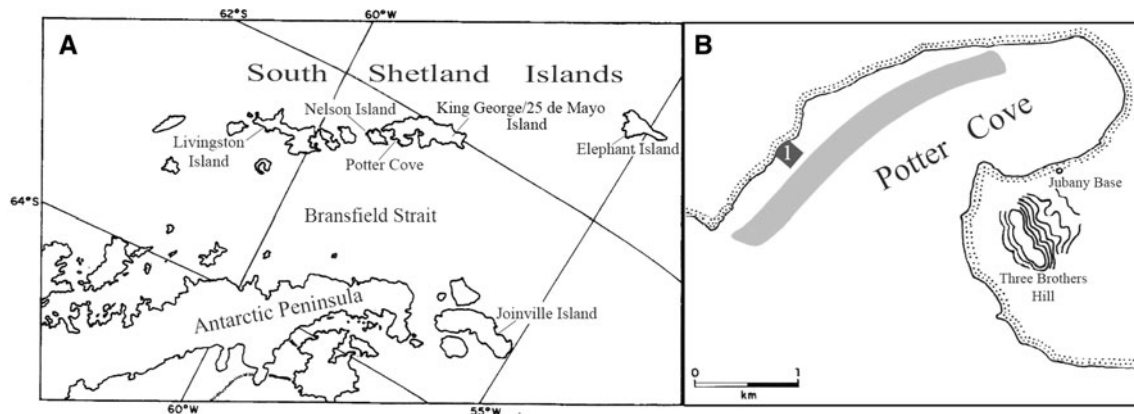 A
62°S
60°W
South Shetland Islands
Nelson Island
King George/25 de Mayo
Island
Livingston
Island
Potter Cove
Elephant Island
64°S
Bransfield Strait
Antarctic Peninsula
Joinville Island
60°W
55°W
B
1
Potter Cove
Jubany Base
Three Brothers
Hill
0
1
km